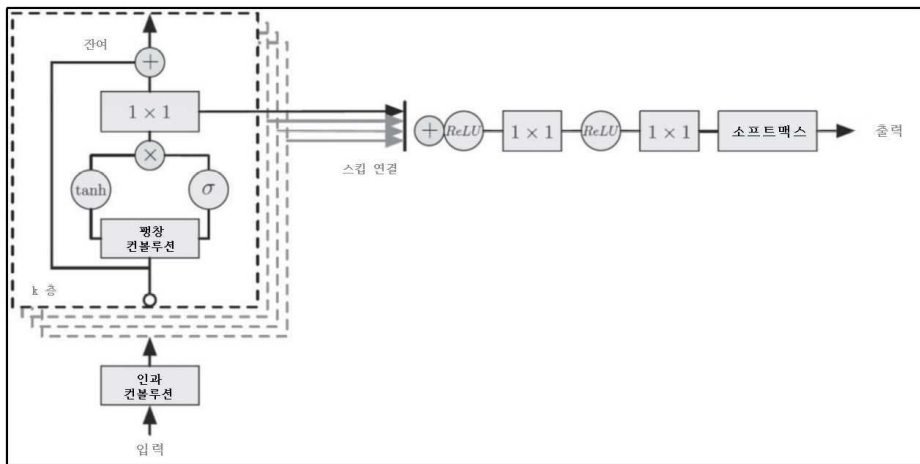 잔여
+
1 × 1
×
tanh
σ
팽창
컨볼루션
k 층
인과
컨볼루션
입력
스킵 연결
+
ReLU
1 × 1
ReLU
1 × 1
소프트맥스
출력